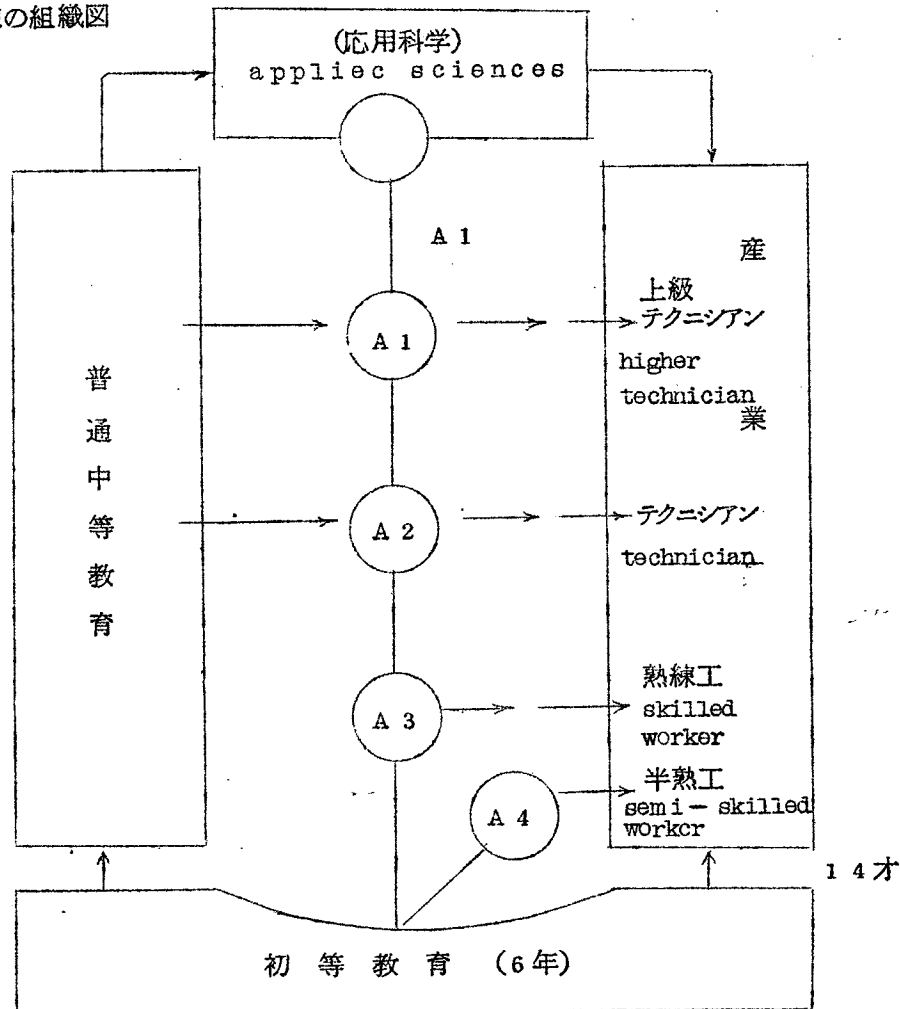 の組織図
(応用科学)
appliec sciences
A 1
産業
上級
テクニシアン
higher
technician
A 1
普通中等教育
A 2
テクニシアン
technician
熟練工
skilled
worker
A 3
半熟工
semi-skilled
workcr
A 4
14才
初等教育 (6年)